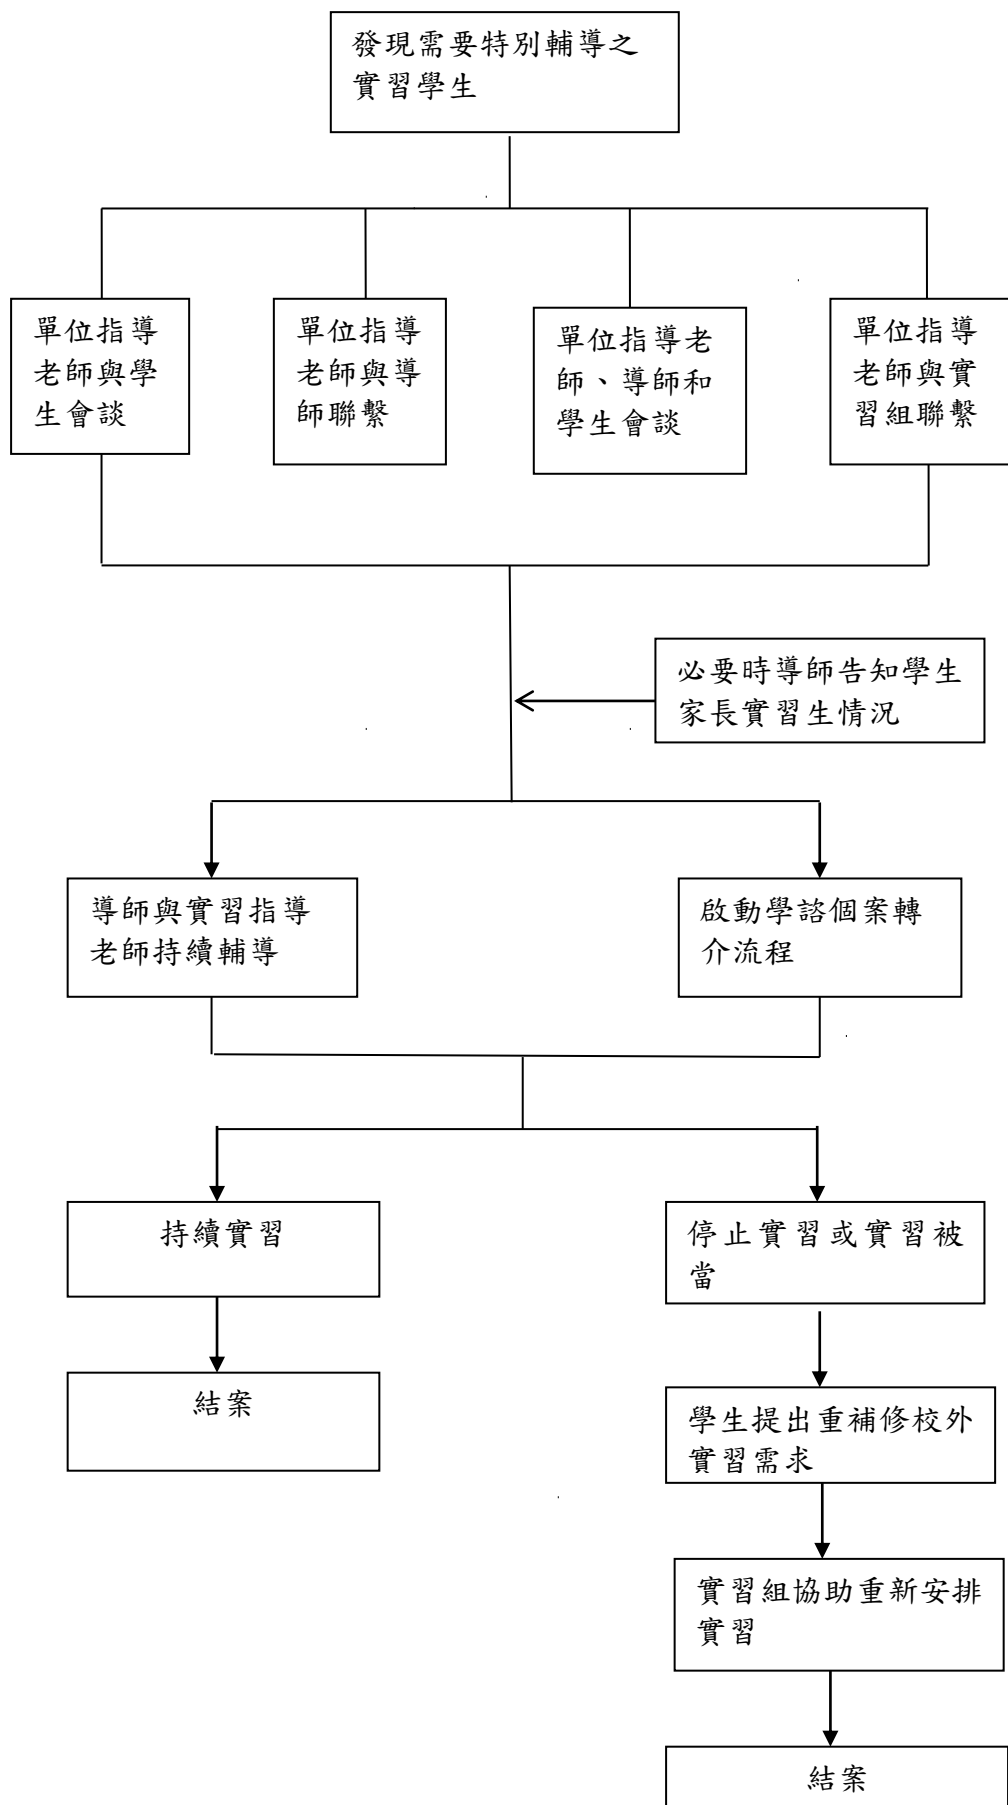 發現需要特別輔導之
實習學生
單位指導
老師與學
生會談
單位指導
老師與導
師聯繫
單位指導老
師、導師和
學生會談
單位指導
老師與實
習組聯繫
必要時導師告知學生
家長實習生情況
導師與實習指導
老師持續輔導
啟動學諮個案轉
介流程
持續實習
停止實習或實習被
當
結案
學生提出重補修校外
實習需求
實習組協助重新安排
實習
結案